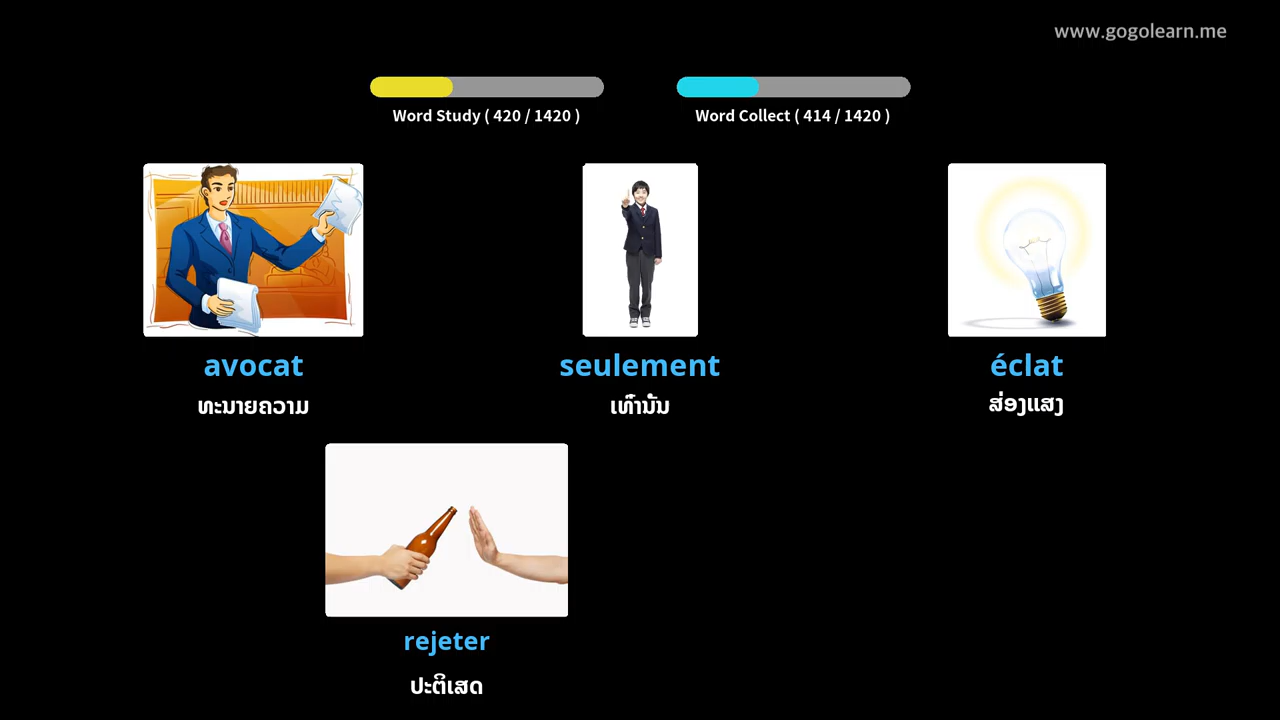 www.gogolearn.me
Word Study ( 420 / 1420 )
Word Collect ( 414 / 1420 )
avocat
ທະນາຍຄວາມ
seulement
ເທົ່ານັ້ນ
éclat
ສ່ອງແສງ
rejeter
ປະຕິເສດ